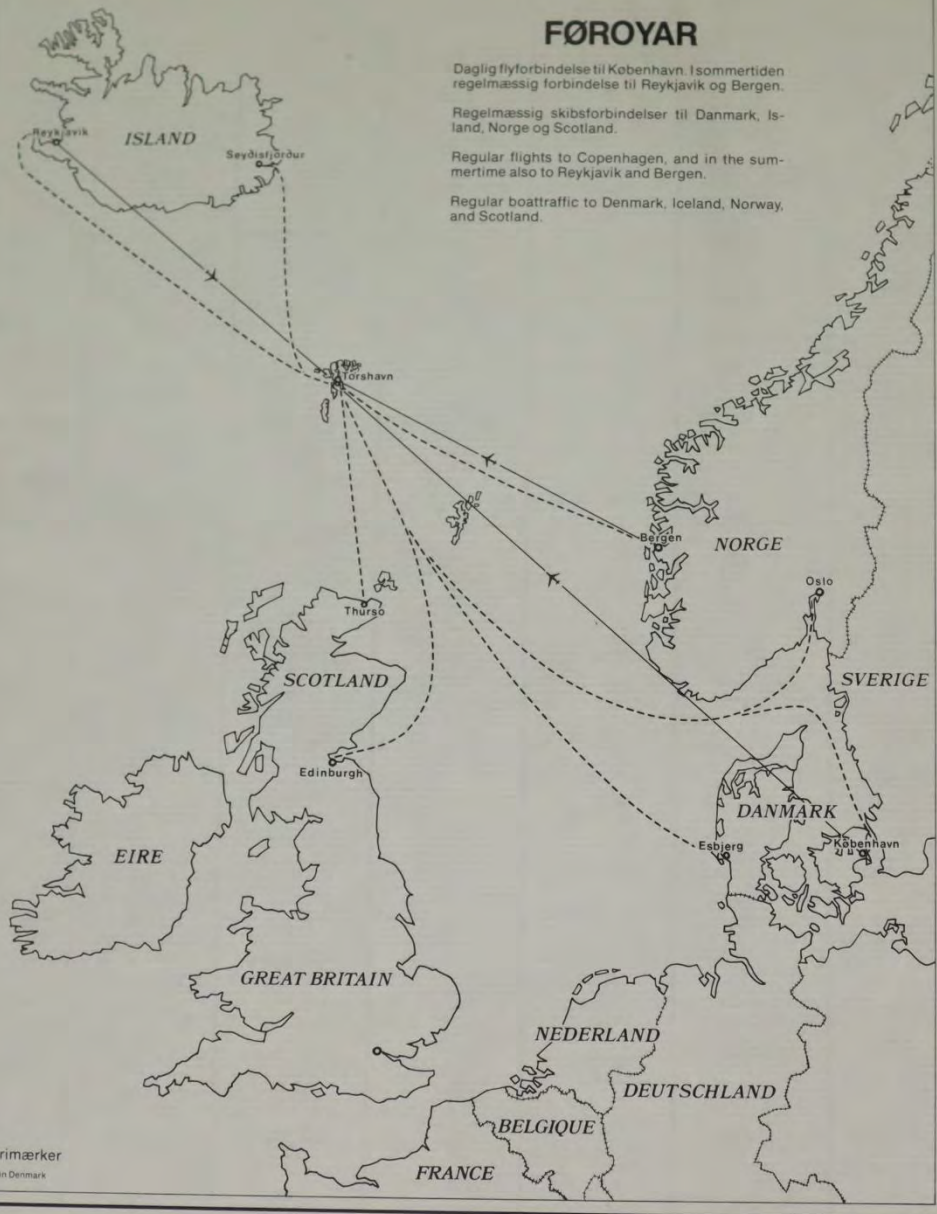 FØROYAR
Daglig flyforbindelse til København. I sommertiden
regelmæssig forbindelse til Reykjavik og Bergen.
Regelmæssig skibsforbindelser til Danmark, Is-
land, Norge og Scotland.
Regular flights to Copenhagen, and in the sum-
mertime also to Reykjavik and Bergen.
Regular boattraffic to Denmark, Iceland, Norway,
and Scotland.
Reykjavik
ISLAND
Seyðisfjørður
Torshavn
Bergen
NORGE
Oslo
Thurso
SCOTLAND
SVERIGE
Edinburgh
DANMARK
Esbjerg
København
EIRE
GREAT BRITAIN
NEDERLAND
DEUTSCHLAND
BELGIQUE
FRANCE
rimærker
in Denmark